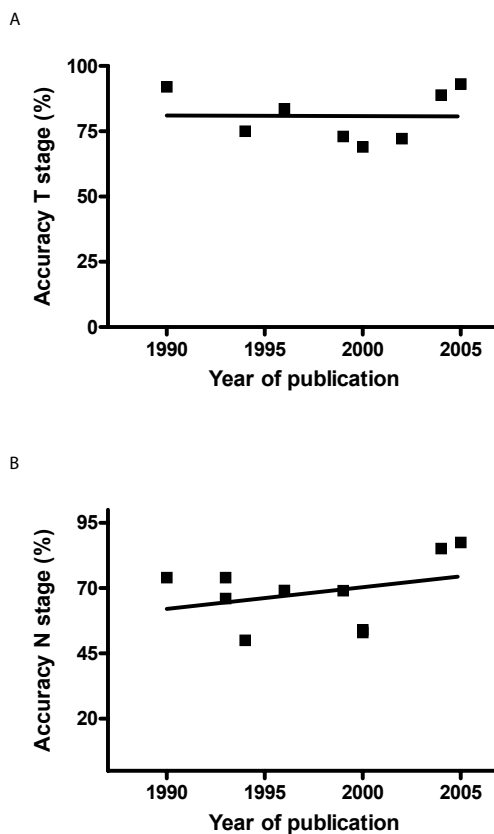 A
Accuracy T stage (%)
100
75
50
25
0
1990 1995 2000 2005
Year of publication
B
Accuracy N stage (%)
95
70
45
20
1990 1995 2000 2005
Year of publication